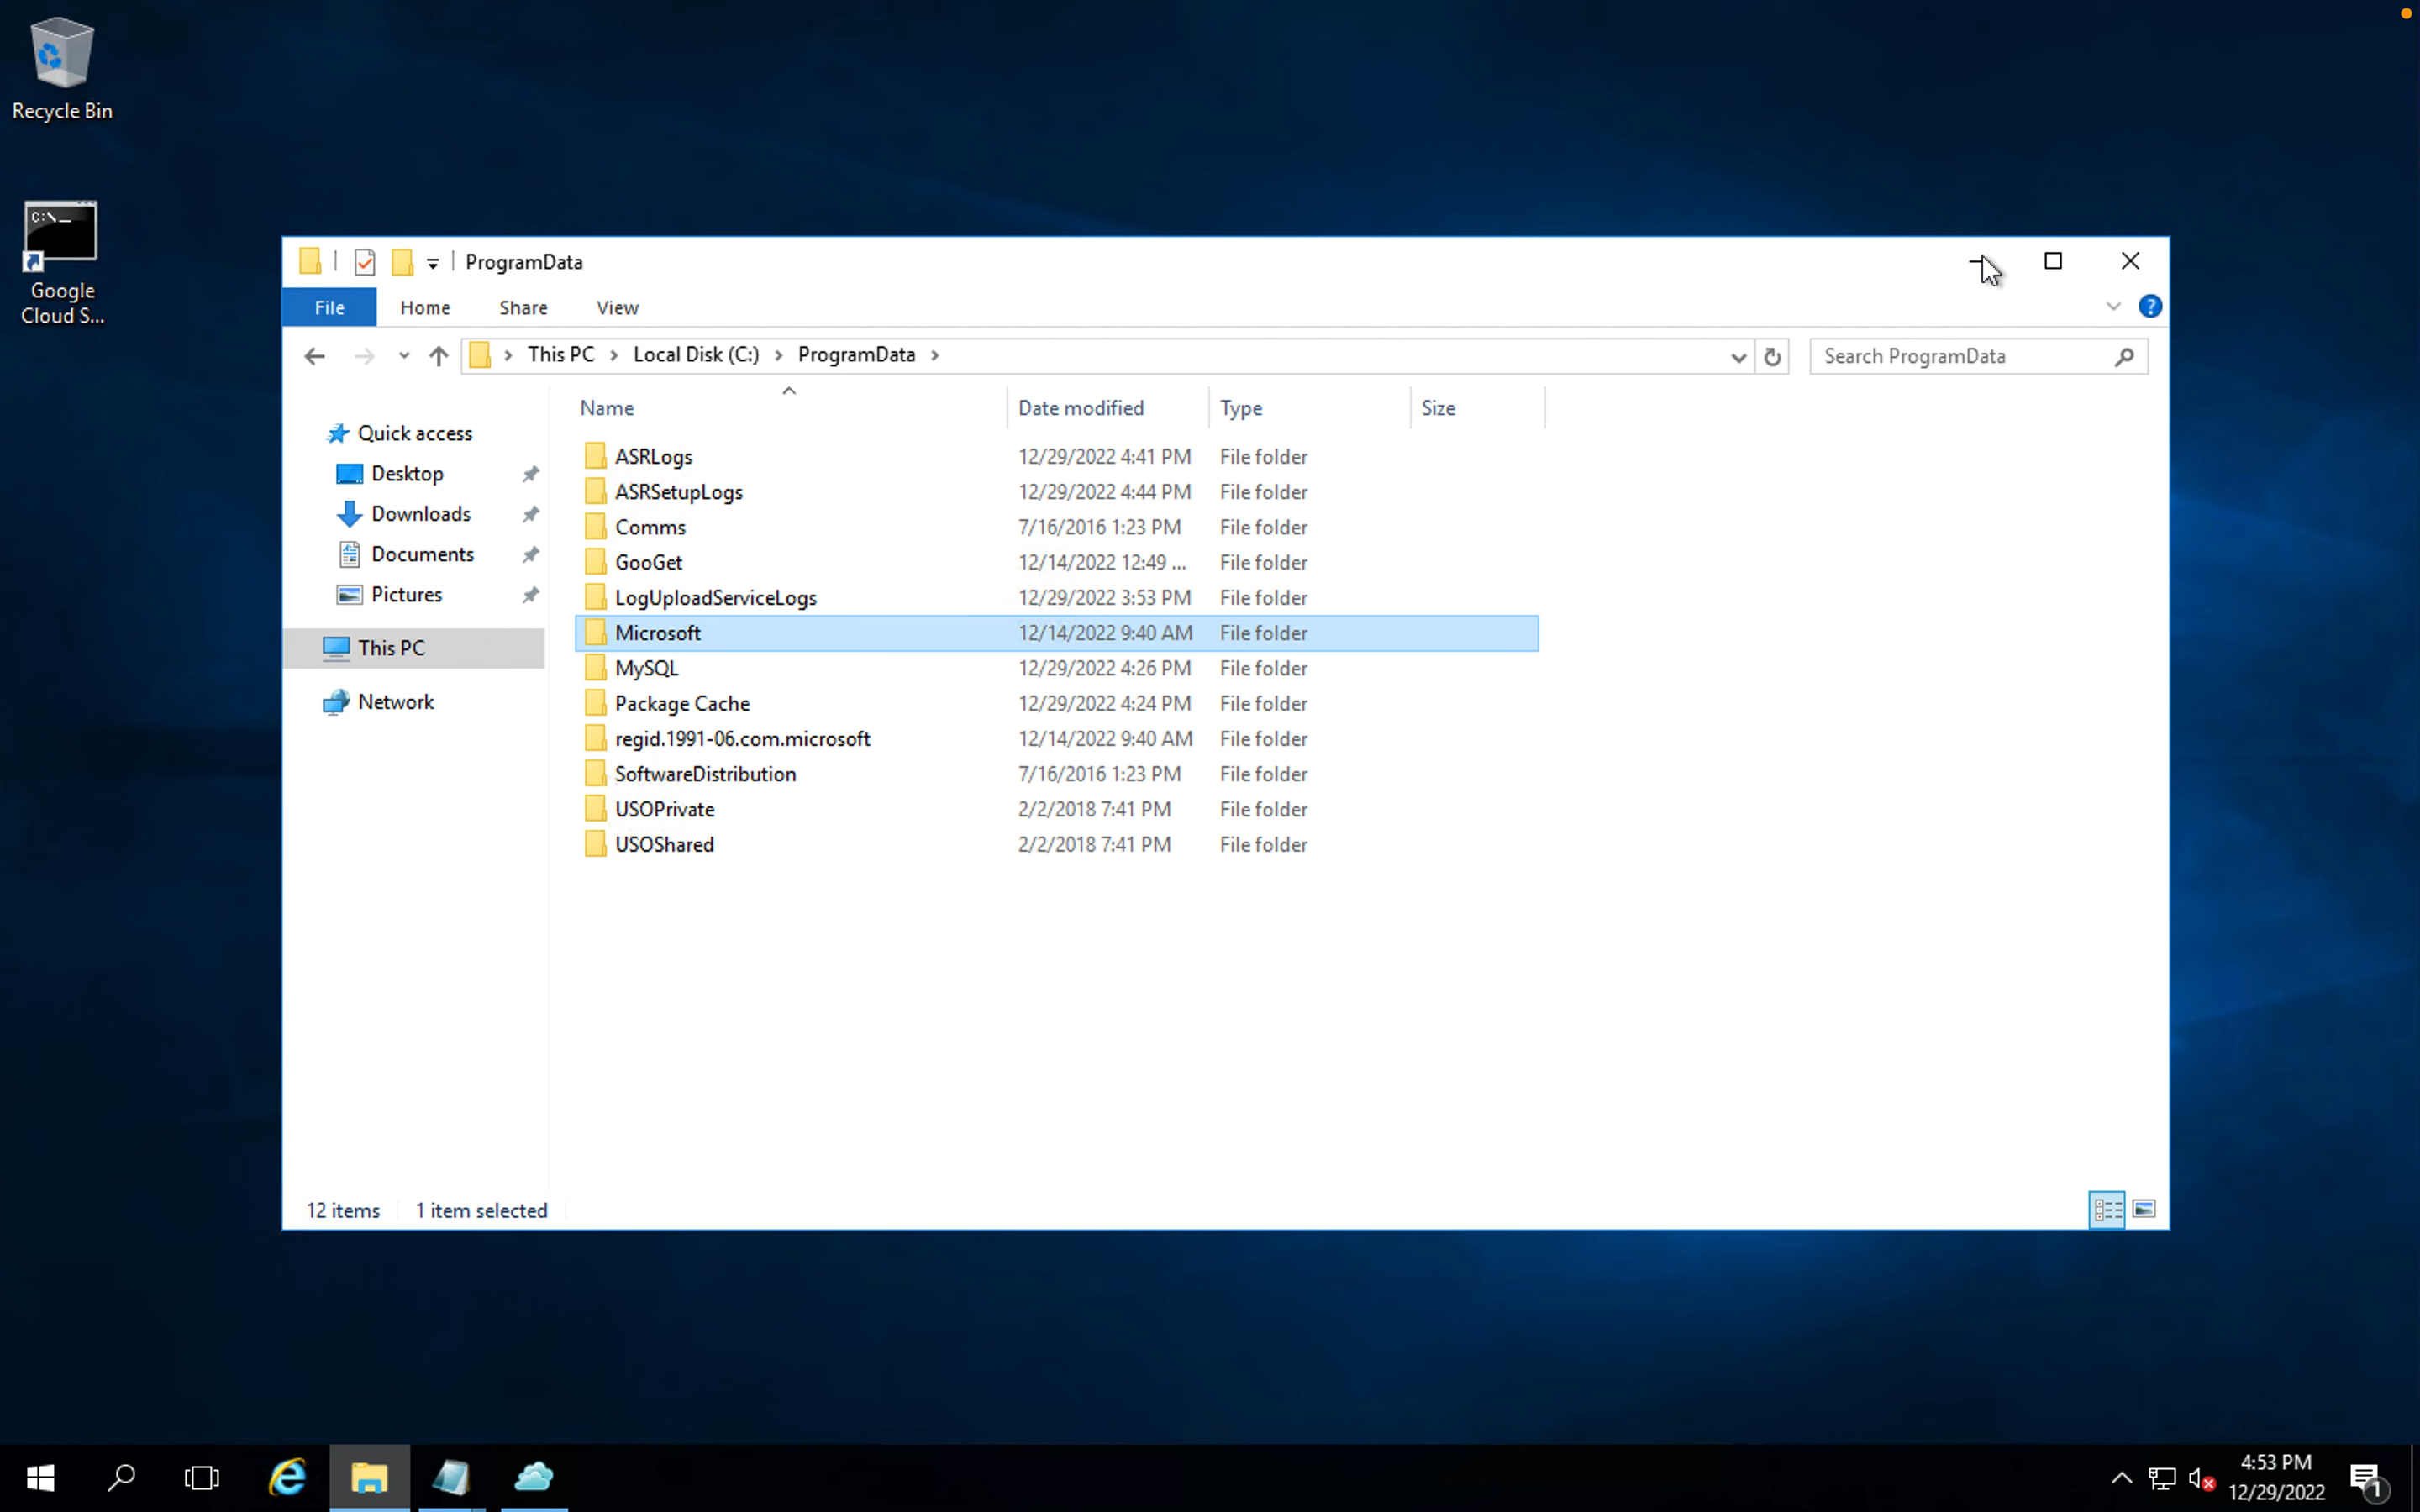 Recycle Bin
C:\_
Google
Cloud S...
ProgramData
File Home Share View
This PC Local Disk (C:) ProgramData
Search ProgramData
Name Date modified Type Size
Quick access
Desktop
Downloads
Documents
Pictures
This PC
Network
ASRLogs 12/29/2022 4:41 PM File folder
ASRSetupLogs 12/29/2022 4:44 PM File folder
Comms 7/16/2016 1:23 PM File folder
GooGet 12/14/2022 12:49 ... File folder
LogUploadServiceLogs 12/29/2022 3:53 PM File folder
Microsoft 12/14/2022 9:40 AM File folder
MySQL 12/29/2022 4:26 PM File folder
Package Cache 12/29/2022 4:24 PM File folder
regid.1991-06.com.microsoft 12/14/2022 9:40 AM File folder
SoftwareDistribution 7/16/2016 1:23 PM File folder
USOPrivate 2/2/2018 7:41 PM File folder
USOShared 2/2/2018 7:41 PM File folder
12 items 1 item selected
4:53 PM
12/29/2022
1